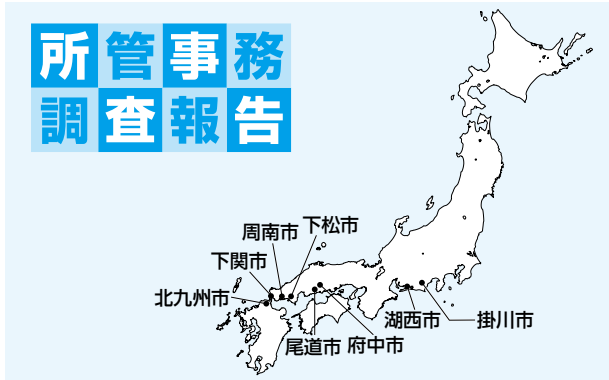 所管事務
調査報告
周南市
下松市
下関市
北九州市
尾道市
府中市
湖西市
掛川市